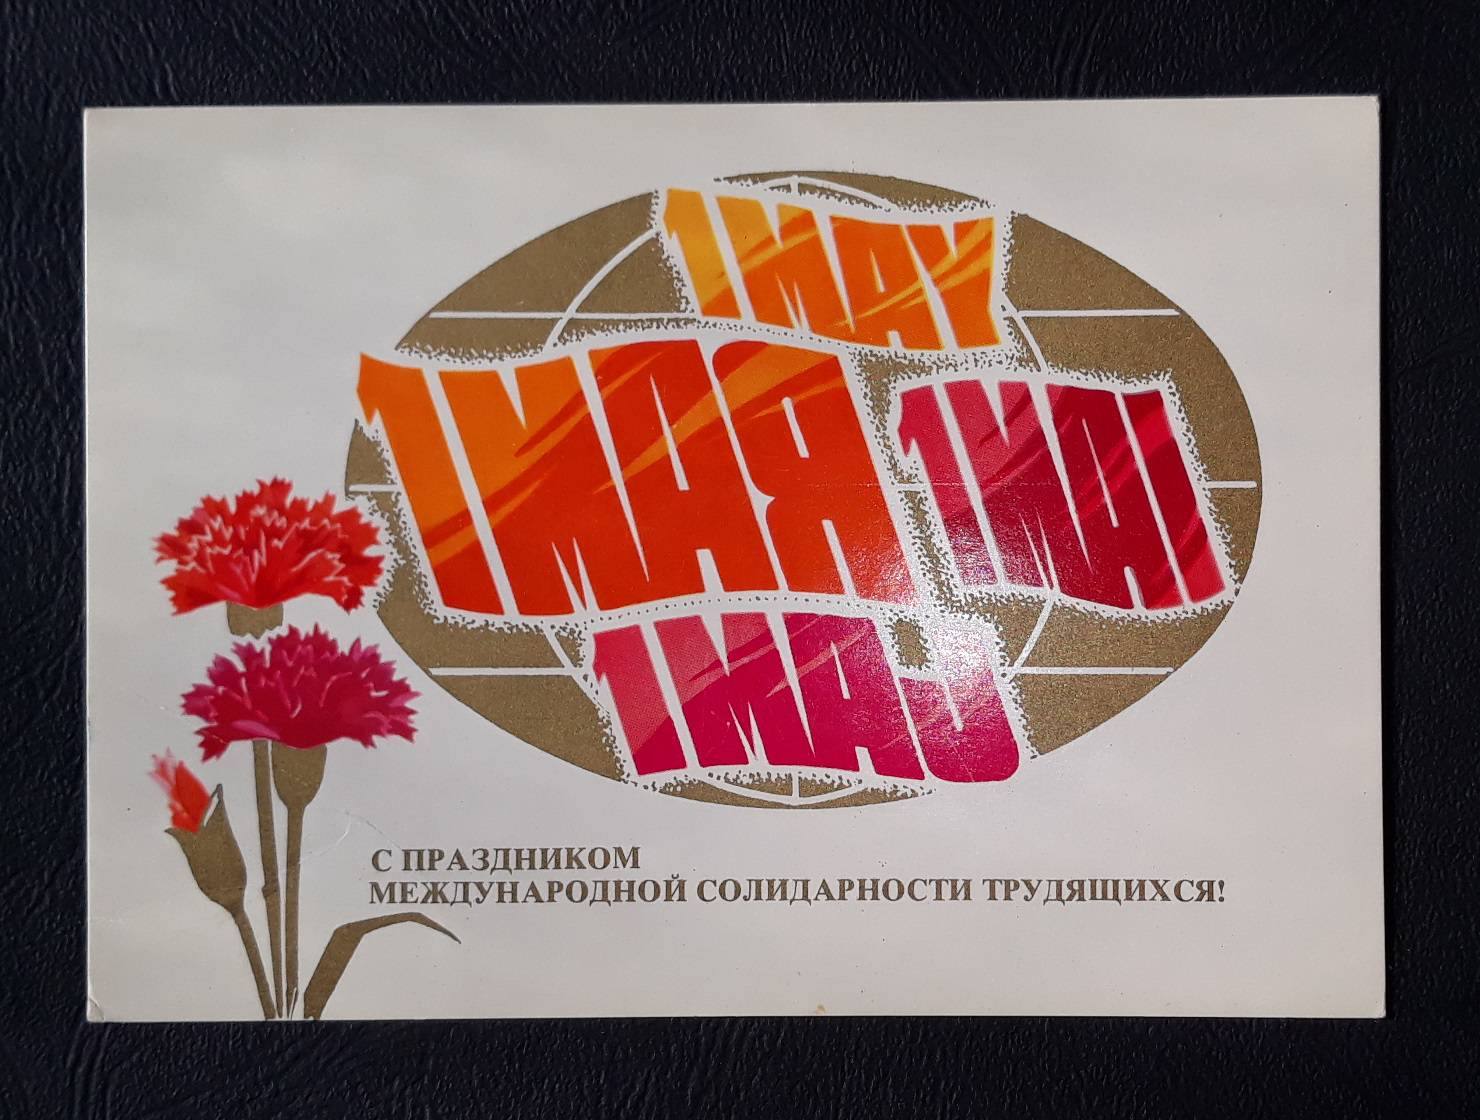 1 MAY
1 МАЯ
1 MAI
1 MAJ
С ПРАЗДНИКОМ
МЕЖДУНАРОДНОЙ СОЛИДАРНОСТИ ТРУДЯЩИХСЯ!